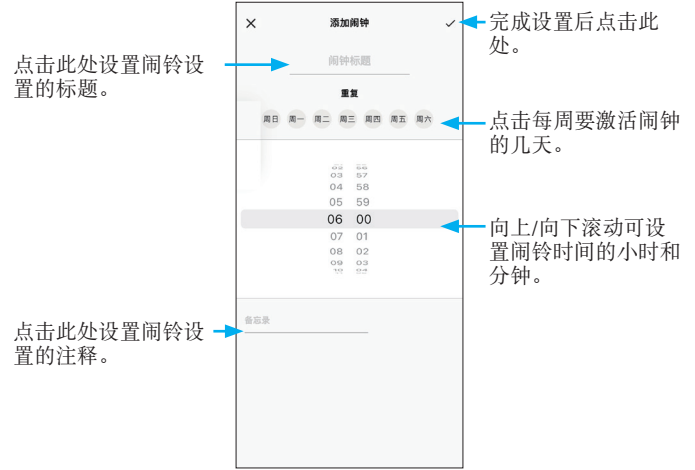 添加闹钟
完成设置后点击此
处。
点击此处设置闹铃设
置的标题。
闹钟标题
重复
周日 周一 周二 周三 周四 周五 周六
点击每周要激活闹钟
的几天。
02 56
03 57
04 58
05 59
06 00
07 01
08 02
09 03
10 04
向上/向下滚动可设
置闹铃时间的小时和
分钟。
备忘录
点击此处设置闹铃设
置的注释。